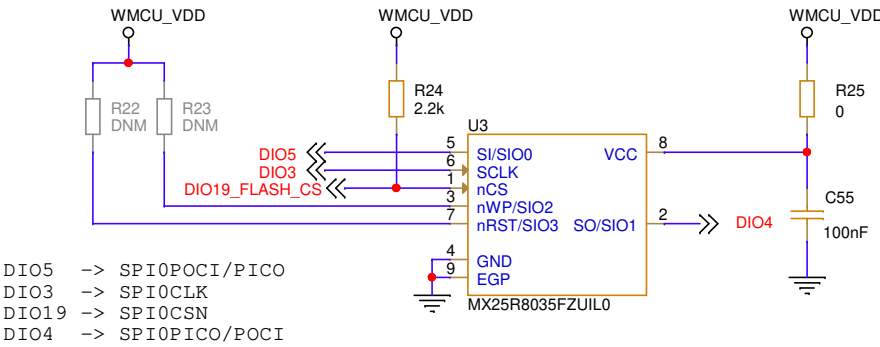 WMCU_VDD
WMCU_VDD
WMCU_VDD
R22
DNM
R23
DNM
R24
2.2k
R25
0
U3
DIO5
5
SI/SIO0
DIO3
6
SCLK
DIO19_FLASH_CS
1
nCS
3
nWP/SIO2
7
nRST/SIO3
VCC
8
SO/SIO1
2
DIO4
C55
100nF
4
GND
9
EGP
MX25R8035FZUIL0
DIO5 -> SPI0POCI/PICO
DIO3 -> SPI0CLK
DIO19 -> SPI0CSN
DIO4 -> SPI0PICO/POCI